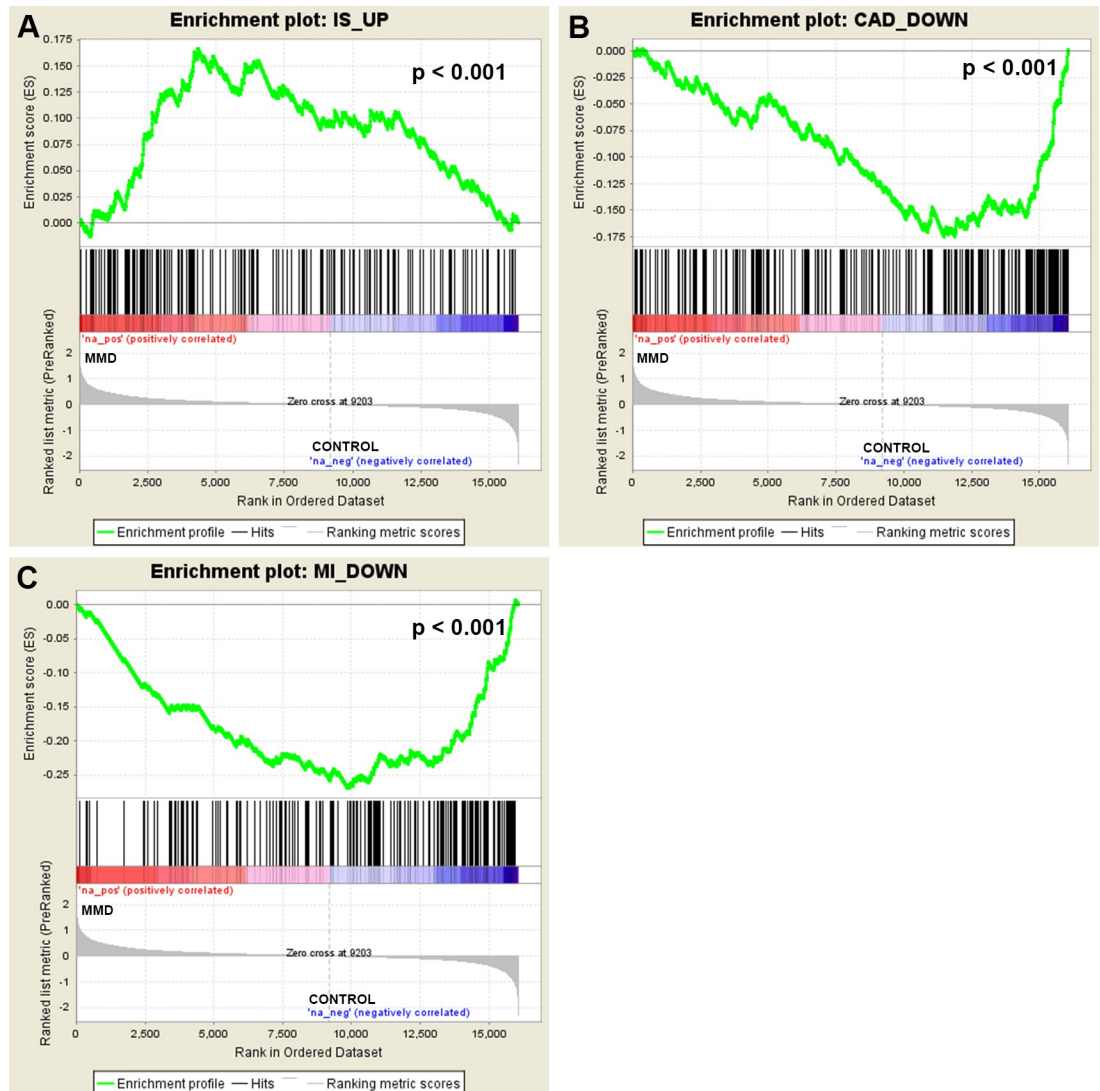 A
Enrichment plot: IS_UP
Enrichment score (ES)
0.175
0.150
0.125
0.100
0.075
0.050
0.025
0.000
p < 0.001
'na_pos' (positively correlated)
MMD
Ranked list metric (PreRanked)
2
1
0
-1
-2
Zero cross at 9203
CONTROL
'na_neg' (negatively correlated)
0 2,500 5,000 7,500 10,000 12,500 15,000
Rank in Ordered Dataset
Enrichment profile Hits Ranking metric scores
B
Enrichment plot: CAD_DOWN
Enrichment score (ES)
0.000
-0.025
-0.050
-0.075
-0.100
-0.125
-0.150
-0.175
p < 0.001
'na_pos' (positively correlated)
MMD
Ranked list metric (PreRanked)
2
1
0
-1
-2
Zero cross at 9203
CONTROL
'na_neg' (negatively correlated)
0 2,500 5,000 7,500 10,000 12,500 15,000
Rank in Ordered Dataset
Enrichment profile Hits Ranking metric scores
C
Enrichment plot: MI_DOWN
Enrichment score (ES)
0.00
-0.05
-0.10
-0.15
-0.20
-0.25
p < 0.001
'na_pos' (positively correlated)
MMD
Ranked list metric (PreRanked)
2
1
0
-1
-2
Zero cross at 9203
CONTROL
'na_neg' (negatively correlated)
0 2,500 5,000 7,500 10,000 12,500 15,000
Rank in Ordered Dataset
Enrichment profile Hits Ranking metric scores